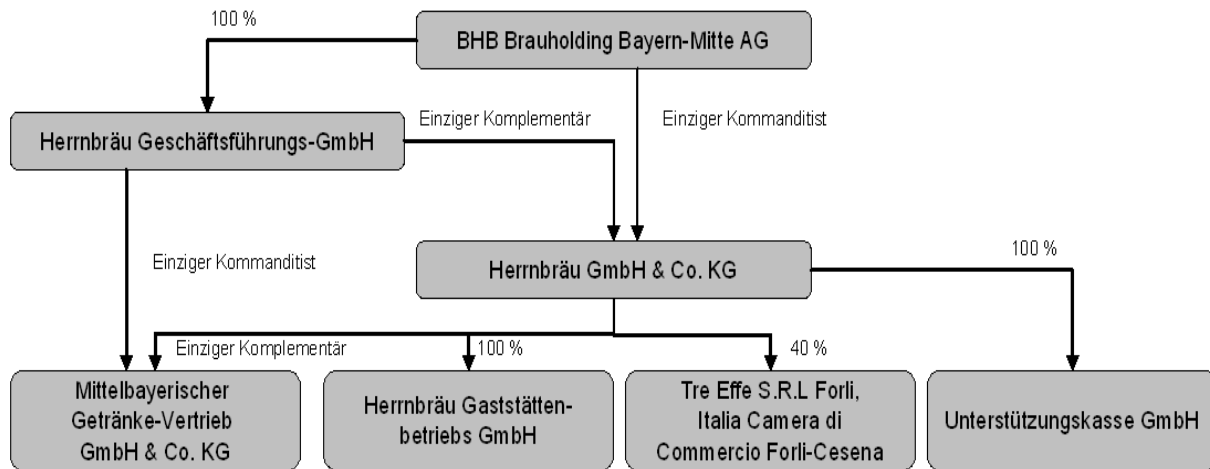 100 %
BHB Brauholding Bayern-Mitte AG
Einziger Komplementär
Einziger Kommanditist
Herrnbräu Geschäftsführungs-GmbH
Einziger Kommanditist
Herrnbräu GmbH & Co. KG
100 %
Einziger Komplementär
100 %
40 %
Mittelbayerischer
Getränke-Vertrieb
GmbH & Co. KG
Herrnbräu Gaststätten-
betriebs GmbH
Tre Effe S.R.L Forli,
Italia Camera di
Commercio Forli-Cesena
Unterstützungskasse GmbH